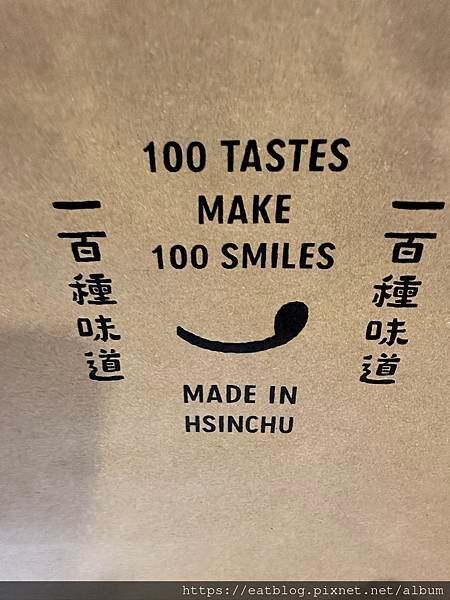 100 TASTES
MAKE
100 SMILES
一百種味道
一百種味道
MADE IN
HSINCHU
https://eatblog.pixnet.net/album